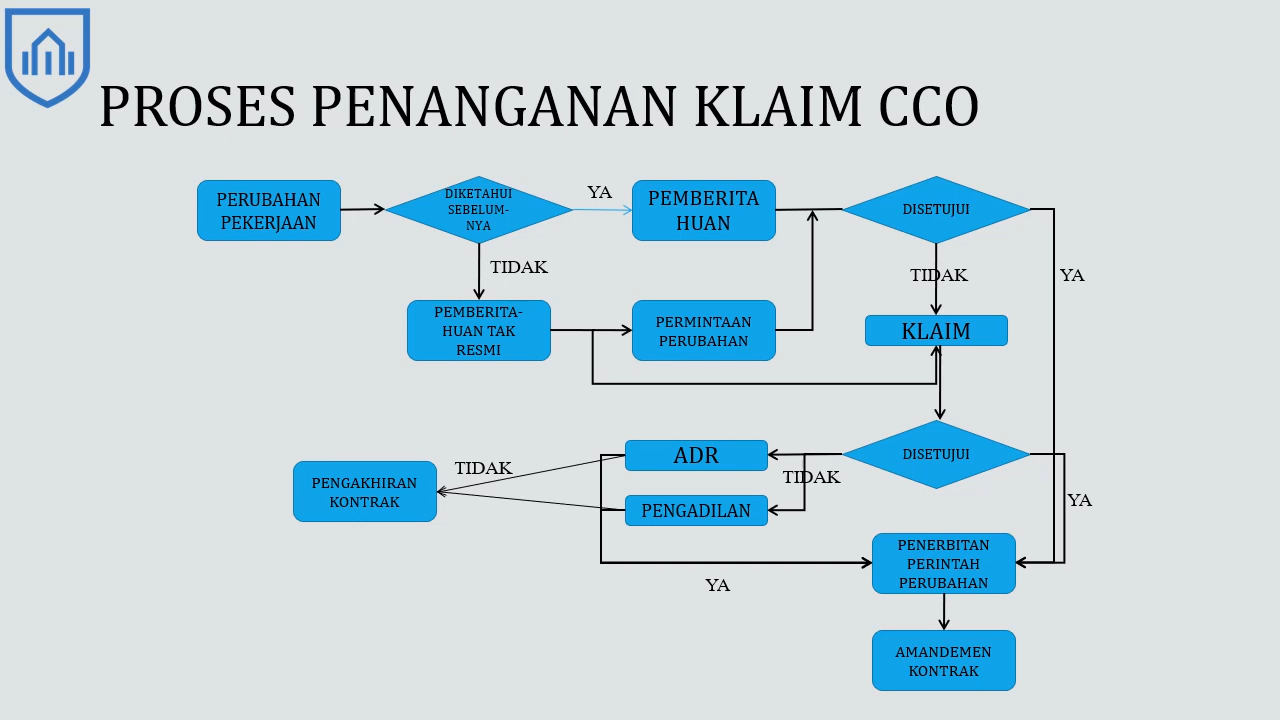 PROSES PENANGANAN KLAIM CCO
PERUBAHAN
PEKERJAAN
DIKETAHUI
SEBELUM-
NYA
YA
PEMBERITA
HUAN
DISETUJUI
TIDAK
TIDAK
YA
PEMBERITA-
HUAN TAK
RESMI
PERMINTAAN
PERUBAHAN
KLAIM
ADR
DISETUJUI
TIDAK
TIDAK
PENGAKHIRAN
KONTRAK
PENGADILAN
YA
PENERBITAN
PERINTAH
PERUBAHAN
YA
AMANDEMEN
KONTRAK